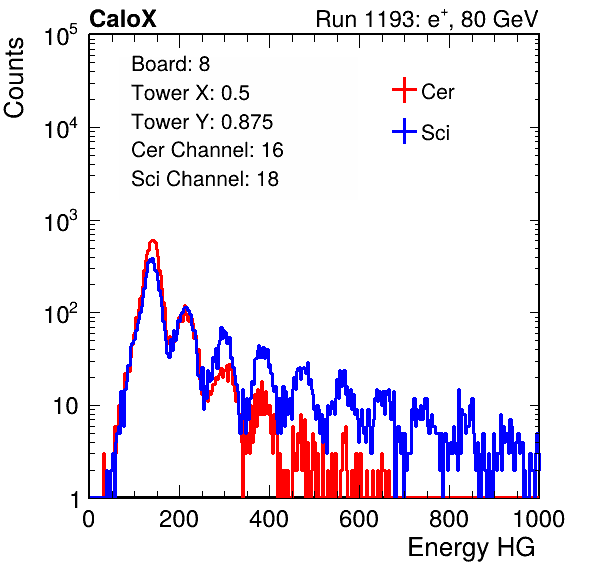 CaloX Run 1193: e⁺, 80 GeV
Counts
10⁵
10⁴
10³
10²
10
1
Board: 8
Tower X: 0.5
Tower Y: 0.875
Cer Channel: 16
Sci Channel: 18
Cer
Sci
0 200 400 600 800 1000
Energy HG